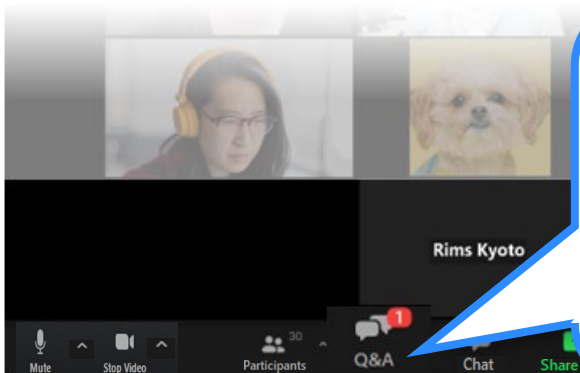 Rims Kyoto
1
30
Mute
Stop Video
Participants
Q&A
Chat
Share